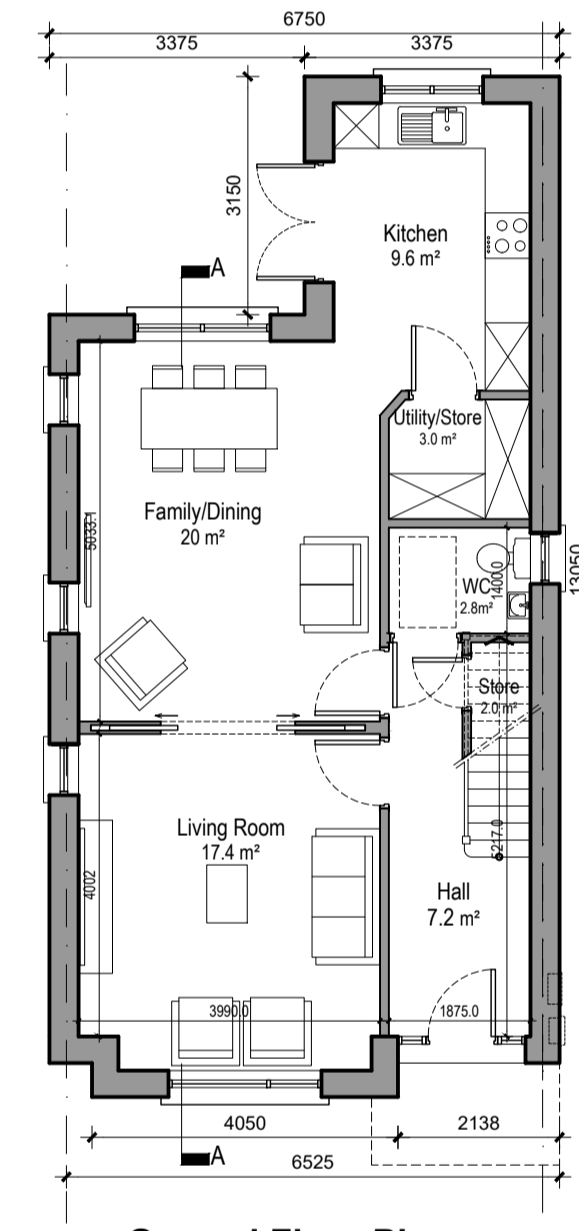 6750
3375
3375
3150
Kitchen
9.6 m²
A
Utility/Store
3.0 m²
Family/Dining
20 m²
5033.1
WC
2.8m²
1400.0
13050
Store
2.0 m²
Living Room
17.4 m²
4002
5217.0
Hall
7.2 m²
3990.0
1875.0
4050
2138
A
6525